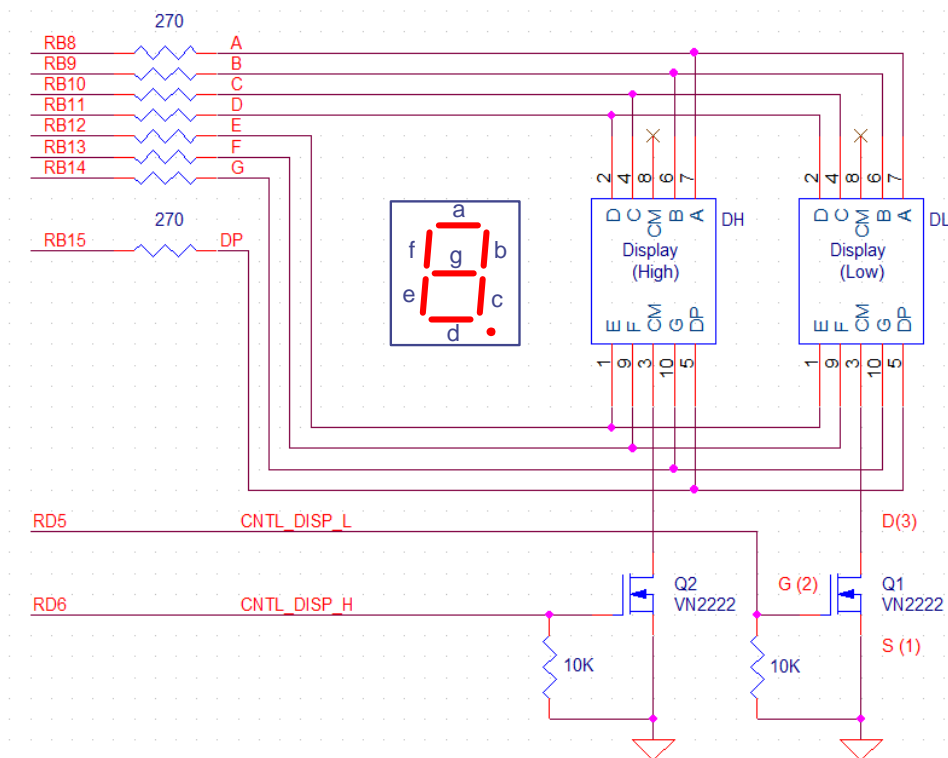 270
RB8 A
RB9 B
RB10 C
RB11 D
RB12 E
RB13 F
RB14 G
270
RB15 DP
a
f b
g
e c
d
2 4 8 6 7
D C CM B A
DH
Display
(High)
E F CM G DP
1 9 3 10 5
2 4 8 6 7
D C CM B A
DL
Display
(Low)
E F CM G DP
1 9 3 10 5
RD5 CNTL_DISP_L
D(3)
RD6 CNTL_DISP_H
Q2
VN2222
G (2)
Q1
VN2222
S (1)
10K
10K